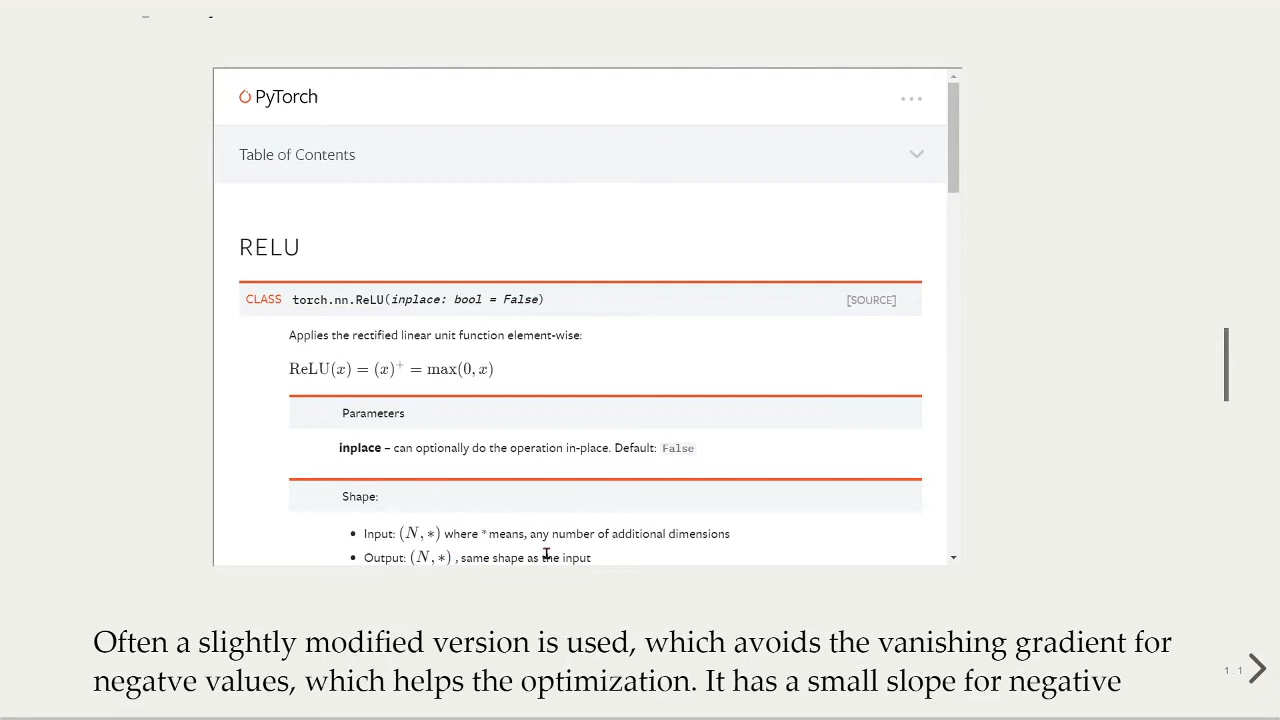 PyTorch
Table of Contents
RELU
CLASS torch.nn.ReLU(inplace: bool = False) [SOURCE]
Applies the rectified linear unit function element-wise:
ReLU(x) = (x)⁺ = max(0, x)
Parameters
inplace – can optionally do the operation in-place. Default: False
Shape:
• Input: (N, *) where * means, any number of additional dimensions
• Output: (N, *) , same shape as the input
Often a slightly modified version is used, which avoids the vanishing gradient for
negatve values, which helps the optimization. It has a small slope for negative
1.1